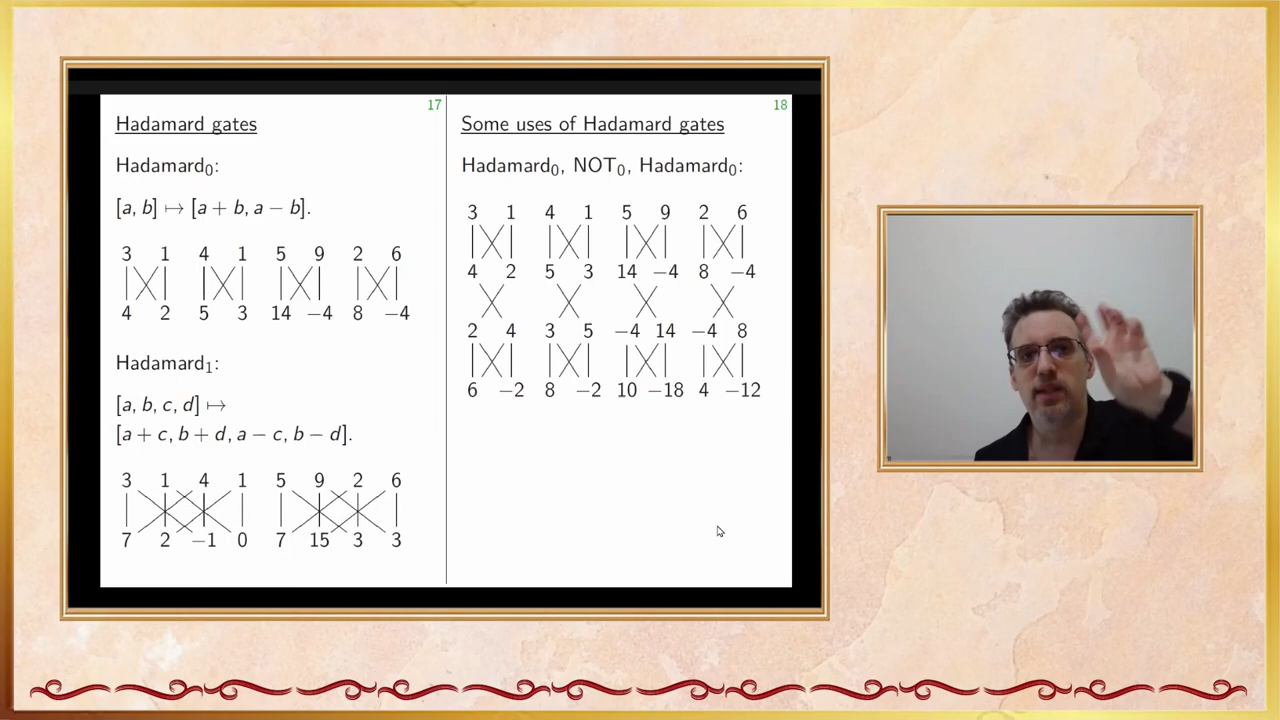 17
Hadamard gates
Hadamard₀:
[a, b] ↦ [a + b, a − b].
3 1 4 1 5 9 2 6
4 2 5 3 14 −4 8 −4
Hadamard₁:
[a, b, c, d] ↦
[a + c, b + d, a − c, b − d].
3 1 4 1 5 9 2 6
7 2 −1 0 7 15 3 3
18
Some uses of Hadamard gates
Hadamard₀, NOT₀, Hadamard₀:
3 1 4 1 5 9 2 6
4 2 5 3 14 −4 8 −4
2 4 3 5 −4 14 −4 8
6 −2 8 −2 10 −18 4 −12